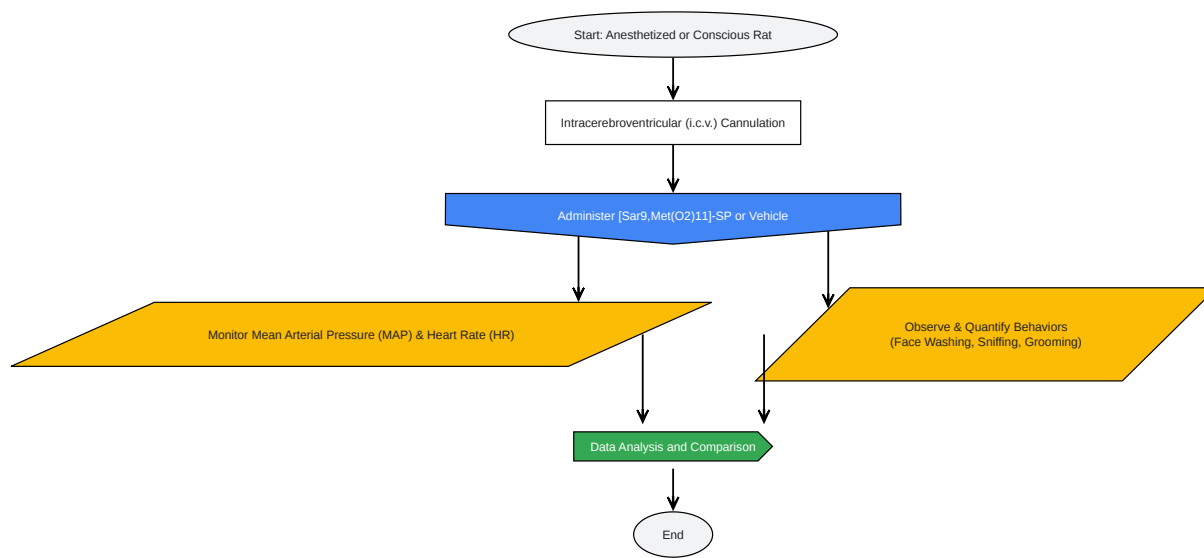 Start: Anesthetized or Conscious Rat
Intracerebroventricular (i.c.v.) Cannulation
Administer [Sar9,Met(O2)11]-SP or Vehicle
Monitor Mean Arterial Pressure (MAP) & Heart Rate (HR)
Observe & Quantify Behaviors
(Face Washing, Sniffing, Grooming)
Data Analysis and Comparison
End